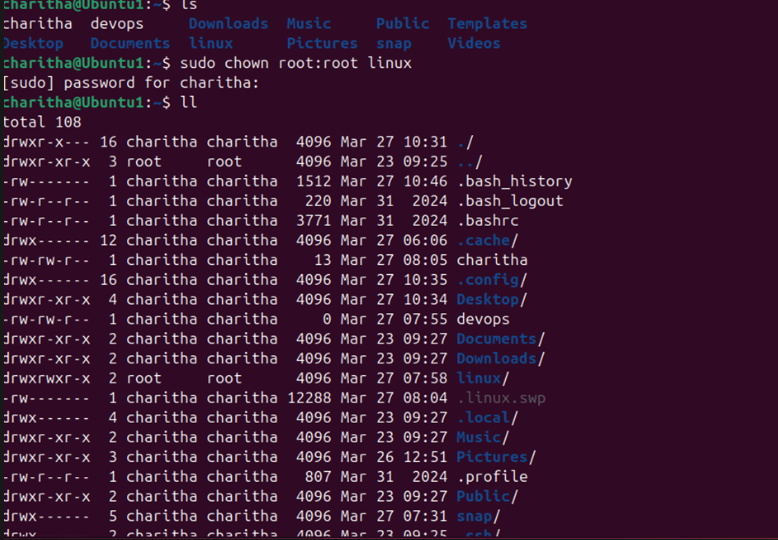 charitha@Ubuntu1:~$ ls
charitha  devops     Downloads  Music     Public  Templates
Desktop   Documents  linux      Pictures  snap    Videos
charitha@Ubuntu1:~$ sudo chown root:root linux
[sudo] password for charitha:
charitha@Ubuntu1:~$ ll
total 108
drwxr-x--- 16 charitha charitha  4096 Mar 27 10:31 ./
drwxr-xr-x  3 root     root      4096 Mar 23 09:25 ../
-rw-------  1 charitha charitha  1512 Mar 27 10:46 .bash_history
-rw-r--r--  1 charitha charitha   220 Mar 31  2024 .bash_logout
-rw-r--r--  1 charitha charitha  3771 Mar 31  2024 .bashrc
drwx------ 12 charitha charitha  4096 Mar 27 06:06 .cache/
-rw-rw-r--  1 charitha charitha    13 Mar 27 08:05 charitha
drwx------ 16 charitha charitha  4096 Mar 27 10:35 .config/
drwxr-xr-x  4 charitha charitha  4096 Mar 27 10:34 Desktop/
-rw-rw-r--  1 charitha charitha     0 Mar 27 07:55 devops
drwxr-xr-x  2 charitha charitha  4096 Mar 23 09:27 Documents/
drwxr-xr-x  2 charitha charitha  4096 Mar 23 09:27 Downloads/
drwxrwxr-x  2 root     root      4096 Mar 27 07:58 linux/
-rw-------  1 charitha charitha 12288 Mar 27 08:04 .linux.swp
drwx------  4 charitha charitha  4096 Mar 23 09:27 .local/
drwxr-xr-x  2 charitha charitha  4096 Mar 23 09:27 Music/
drwxr-xr-x  3 charitha charitha  4096 Mar 26 12:51 Pictures/
-rw-r--r--  1 charitha charitha   807 Mar 31  2024 .profile
drwxr-xr-x  2 charitha charitha  4096 Mar 23 09:27 Public/
drwx------  5 charitha charitha  4096 Mar 27 07:31 snap/
drwx------  2 charitha charitha  4096 Mar 23 09:25 .ssh/